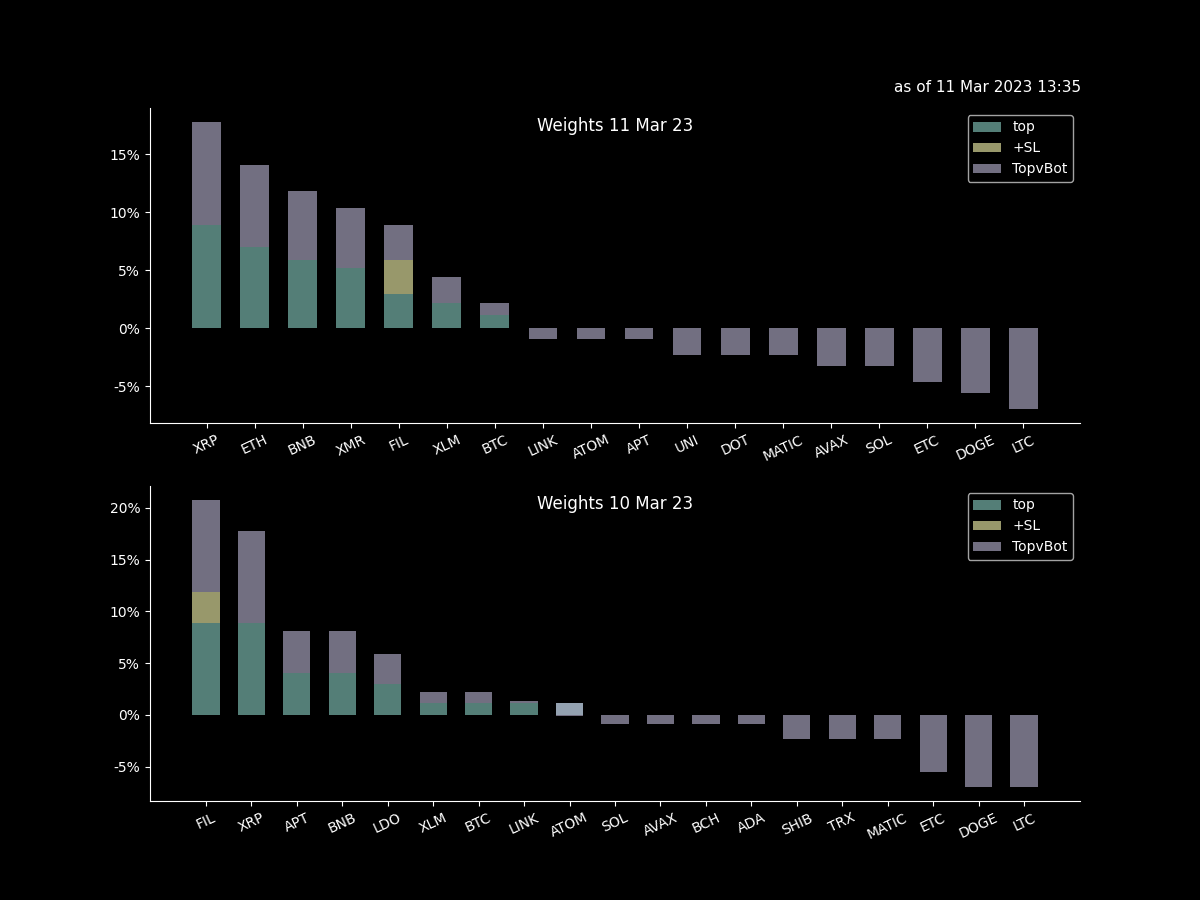 as of 11 Mar 2023 13:35
Weights 11 Mar 23
top
+SL
TopvBot
15%
10%
5%
0%
-5%
XRP ETH BNB XMR FIL XLM BTC LINK ATOM APT UNI DOT MATIC AVAX SOL ETC DOGE LTC
Weights 10 Mar 23
top
+SL
TopvBot
20%
15%
10%
5%
0%
-5%
FIL XRP APT BNB LDO XLM BTC LINK ATOM SOL AVAX BCH ADA SHIB TRX MATIC ETC DOGE LTC